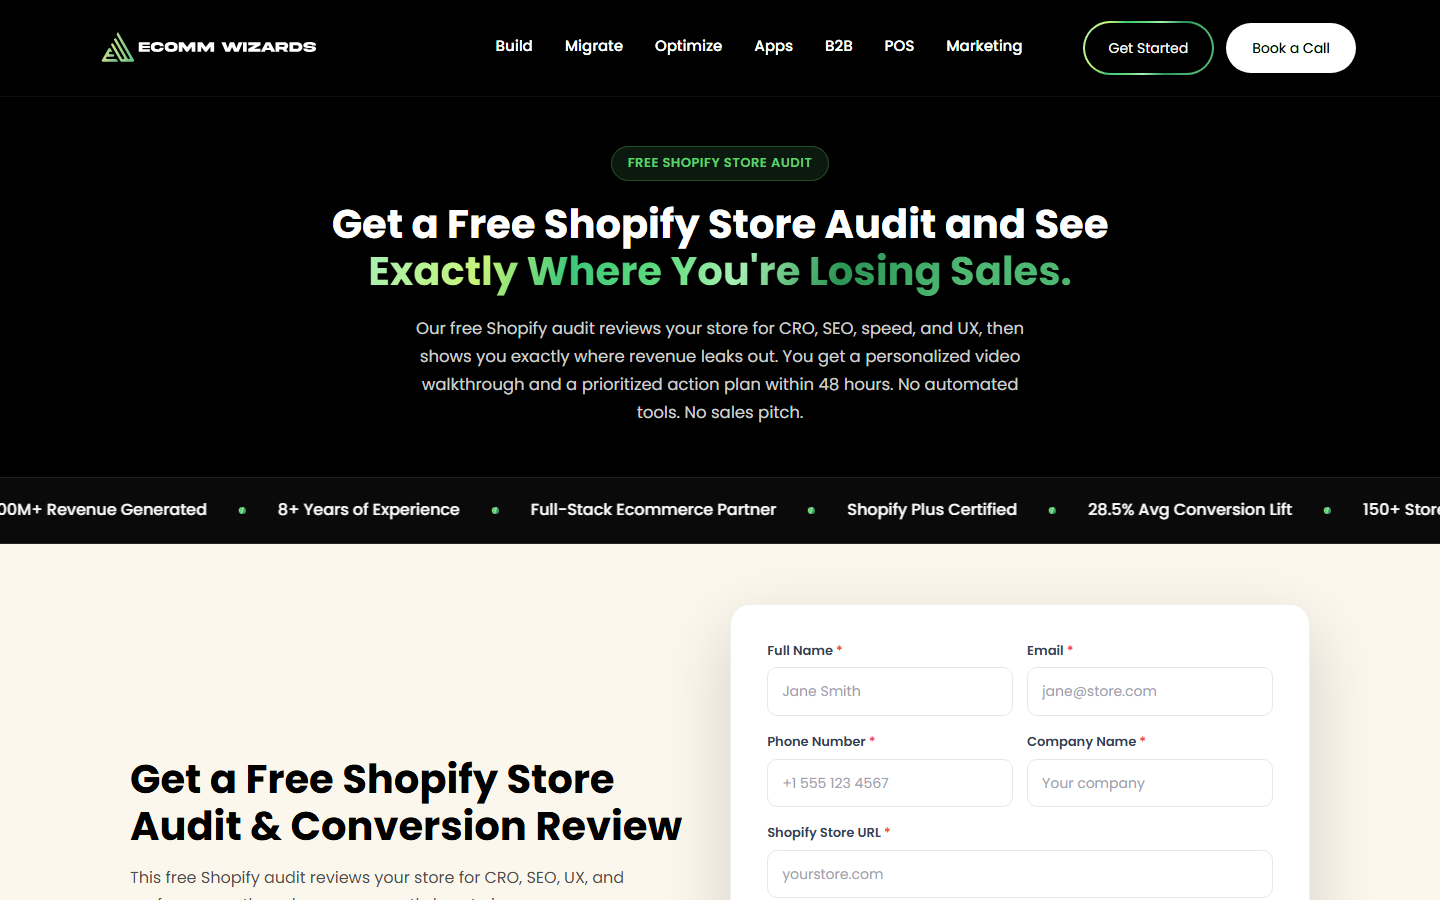 ECOMM WIZARDS
Build
Migrate
Optimize
Apps
B2B
POS
Marketing
Get Started
Book a Call
FREE SHOPIFY STORE AUDIT
Get a Free Shopify Store Audit and See
Exactly Where You're Losing Sales.
Our free Shopify audit reviews your store for CRO, SEO, speed, and UX, then
shows you exactly where revenue leaks out. You get a personalized video
walkthrough and a prioritized action plan within 48 hours. No automated
tools. No sales pitch.
00M+ Revenue Generated
8+ Years of Experience
Full-Stack Ecommerce Partner
Shopify Plus Certified
28.5% Avg Conversion Lift
150+ Store
Get a Free Shopify Store
Audit & Conversion Review
This free Shopify audit reviews your store for CRO, SEO, UX, and
Full Name *
Jane Smith
Email *
jane@store.com
Phone Number *
+1 555 123 4567
Company Name *
Your company
Shopify Store URL *
yourstore.com